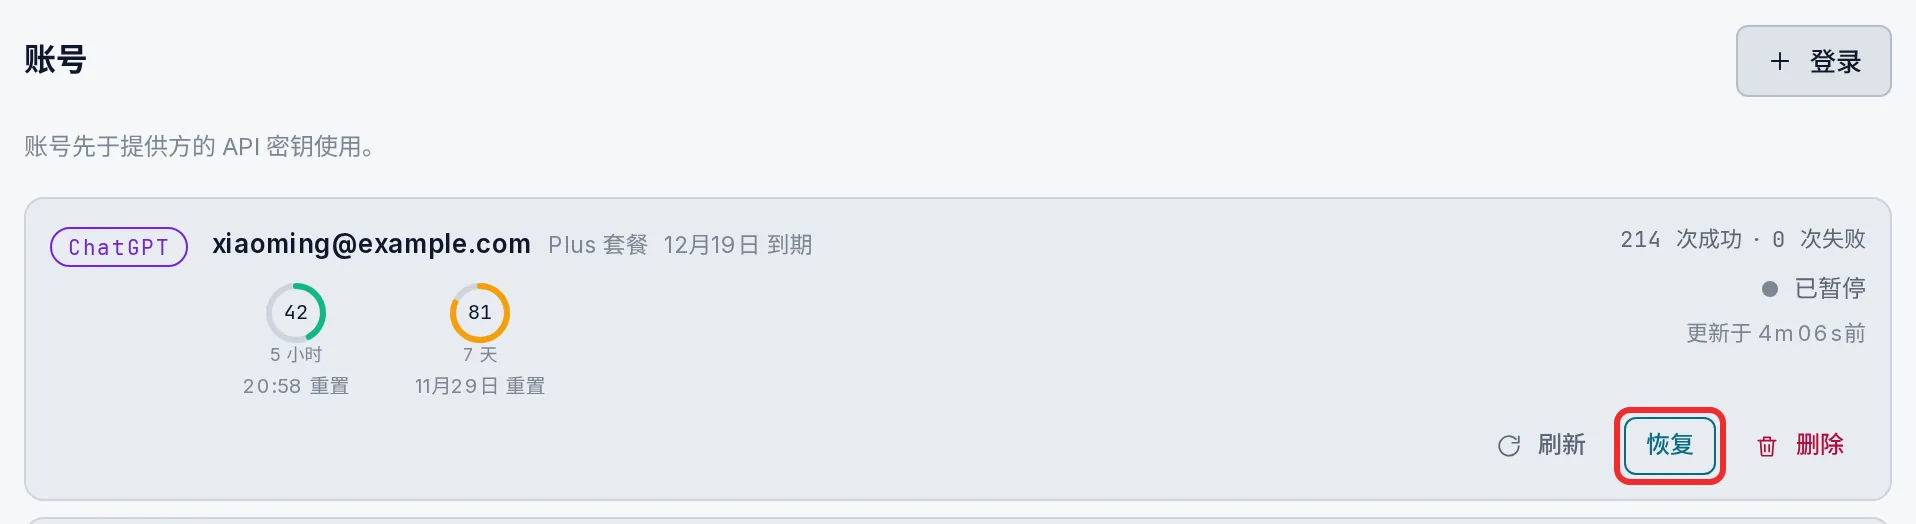 账号
+ 登录
账号先于提供方的 API 密钥使用。
ChatGPT xiaoming@example.com Plus 套餐 12月19日 到期
214 次成功 · 0 次失败
已暂停
更新于 4m06s前
42 81
5 小时 7 天
20:58 重置 11月29日 重置
刷新 恢复 删除